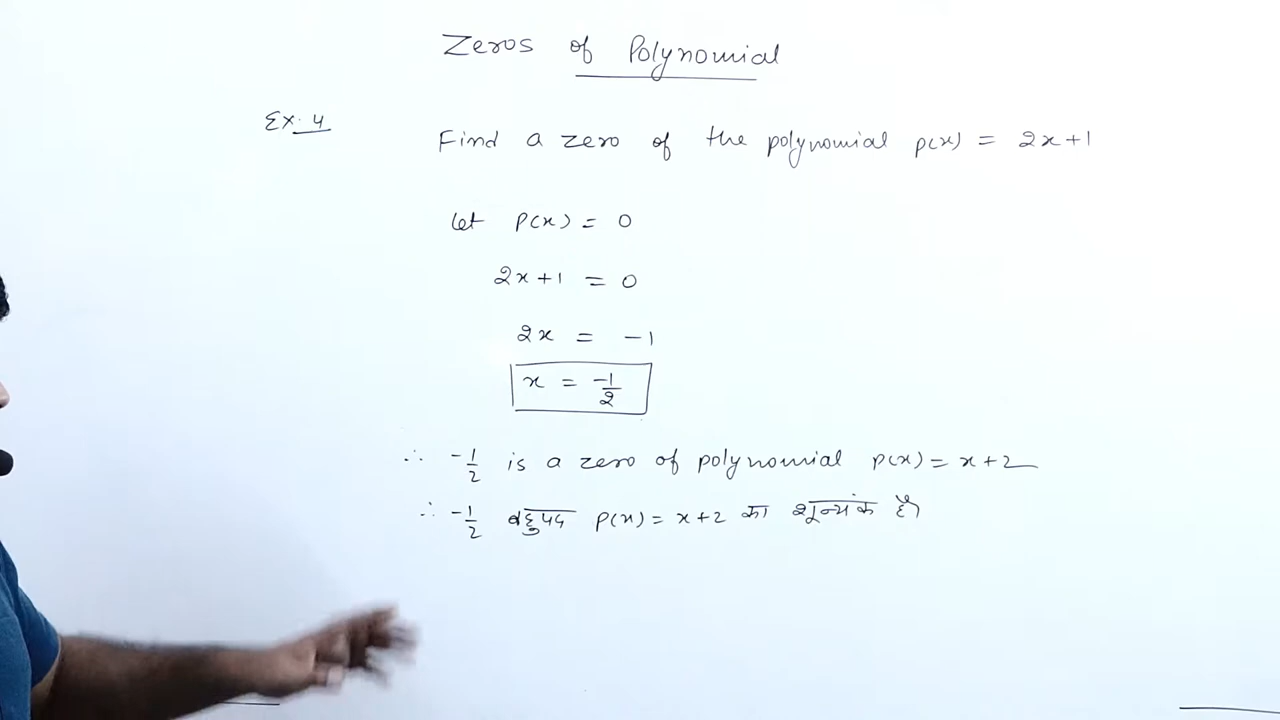 Zeros of Polynomial
Ex. 4
Find a zero of the polynomial p(x) = 2x+1
Let p(x) = 0
2x+1 = 0
2x = -1
x = -1/2
∴ -1/2 is a zero of polynomial p(x) = x+2
∴ -1/2 बहुपद p(x) = x+2 का शून्यांक है